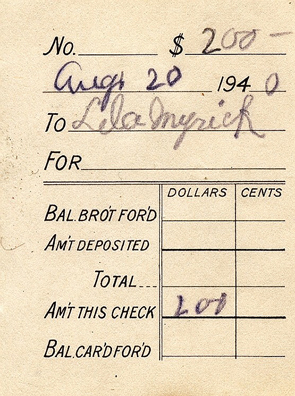 No. $ 200-
Aug. 20 1940
To Lela Myrick
FOR
DOLLARS CENTS
BAL. BRO'T FOR'D
AM'T DEPOSITED
TOTAL
AM'T THIS CHECK 200
BAL. CAR'D FOR'D